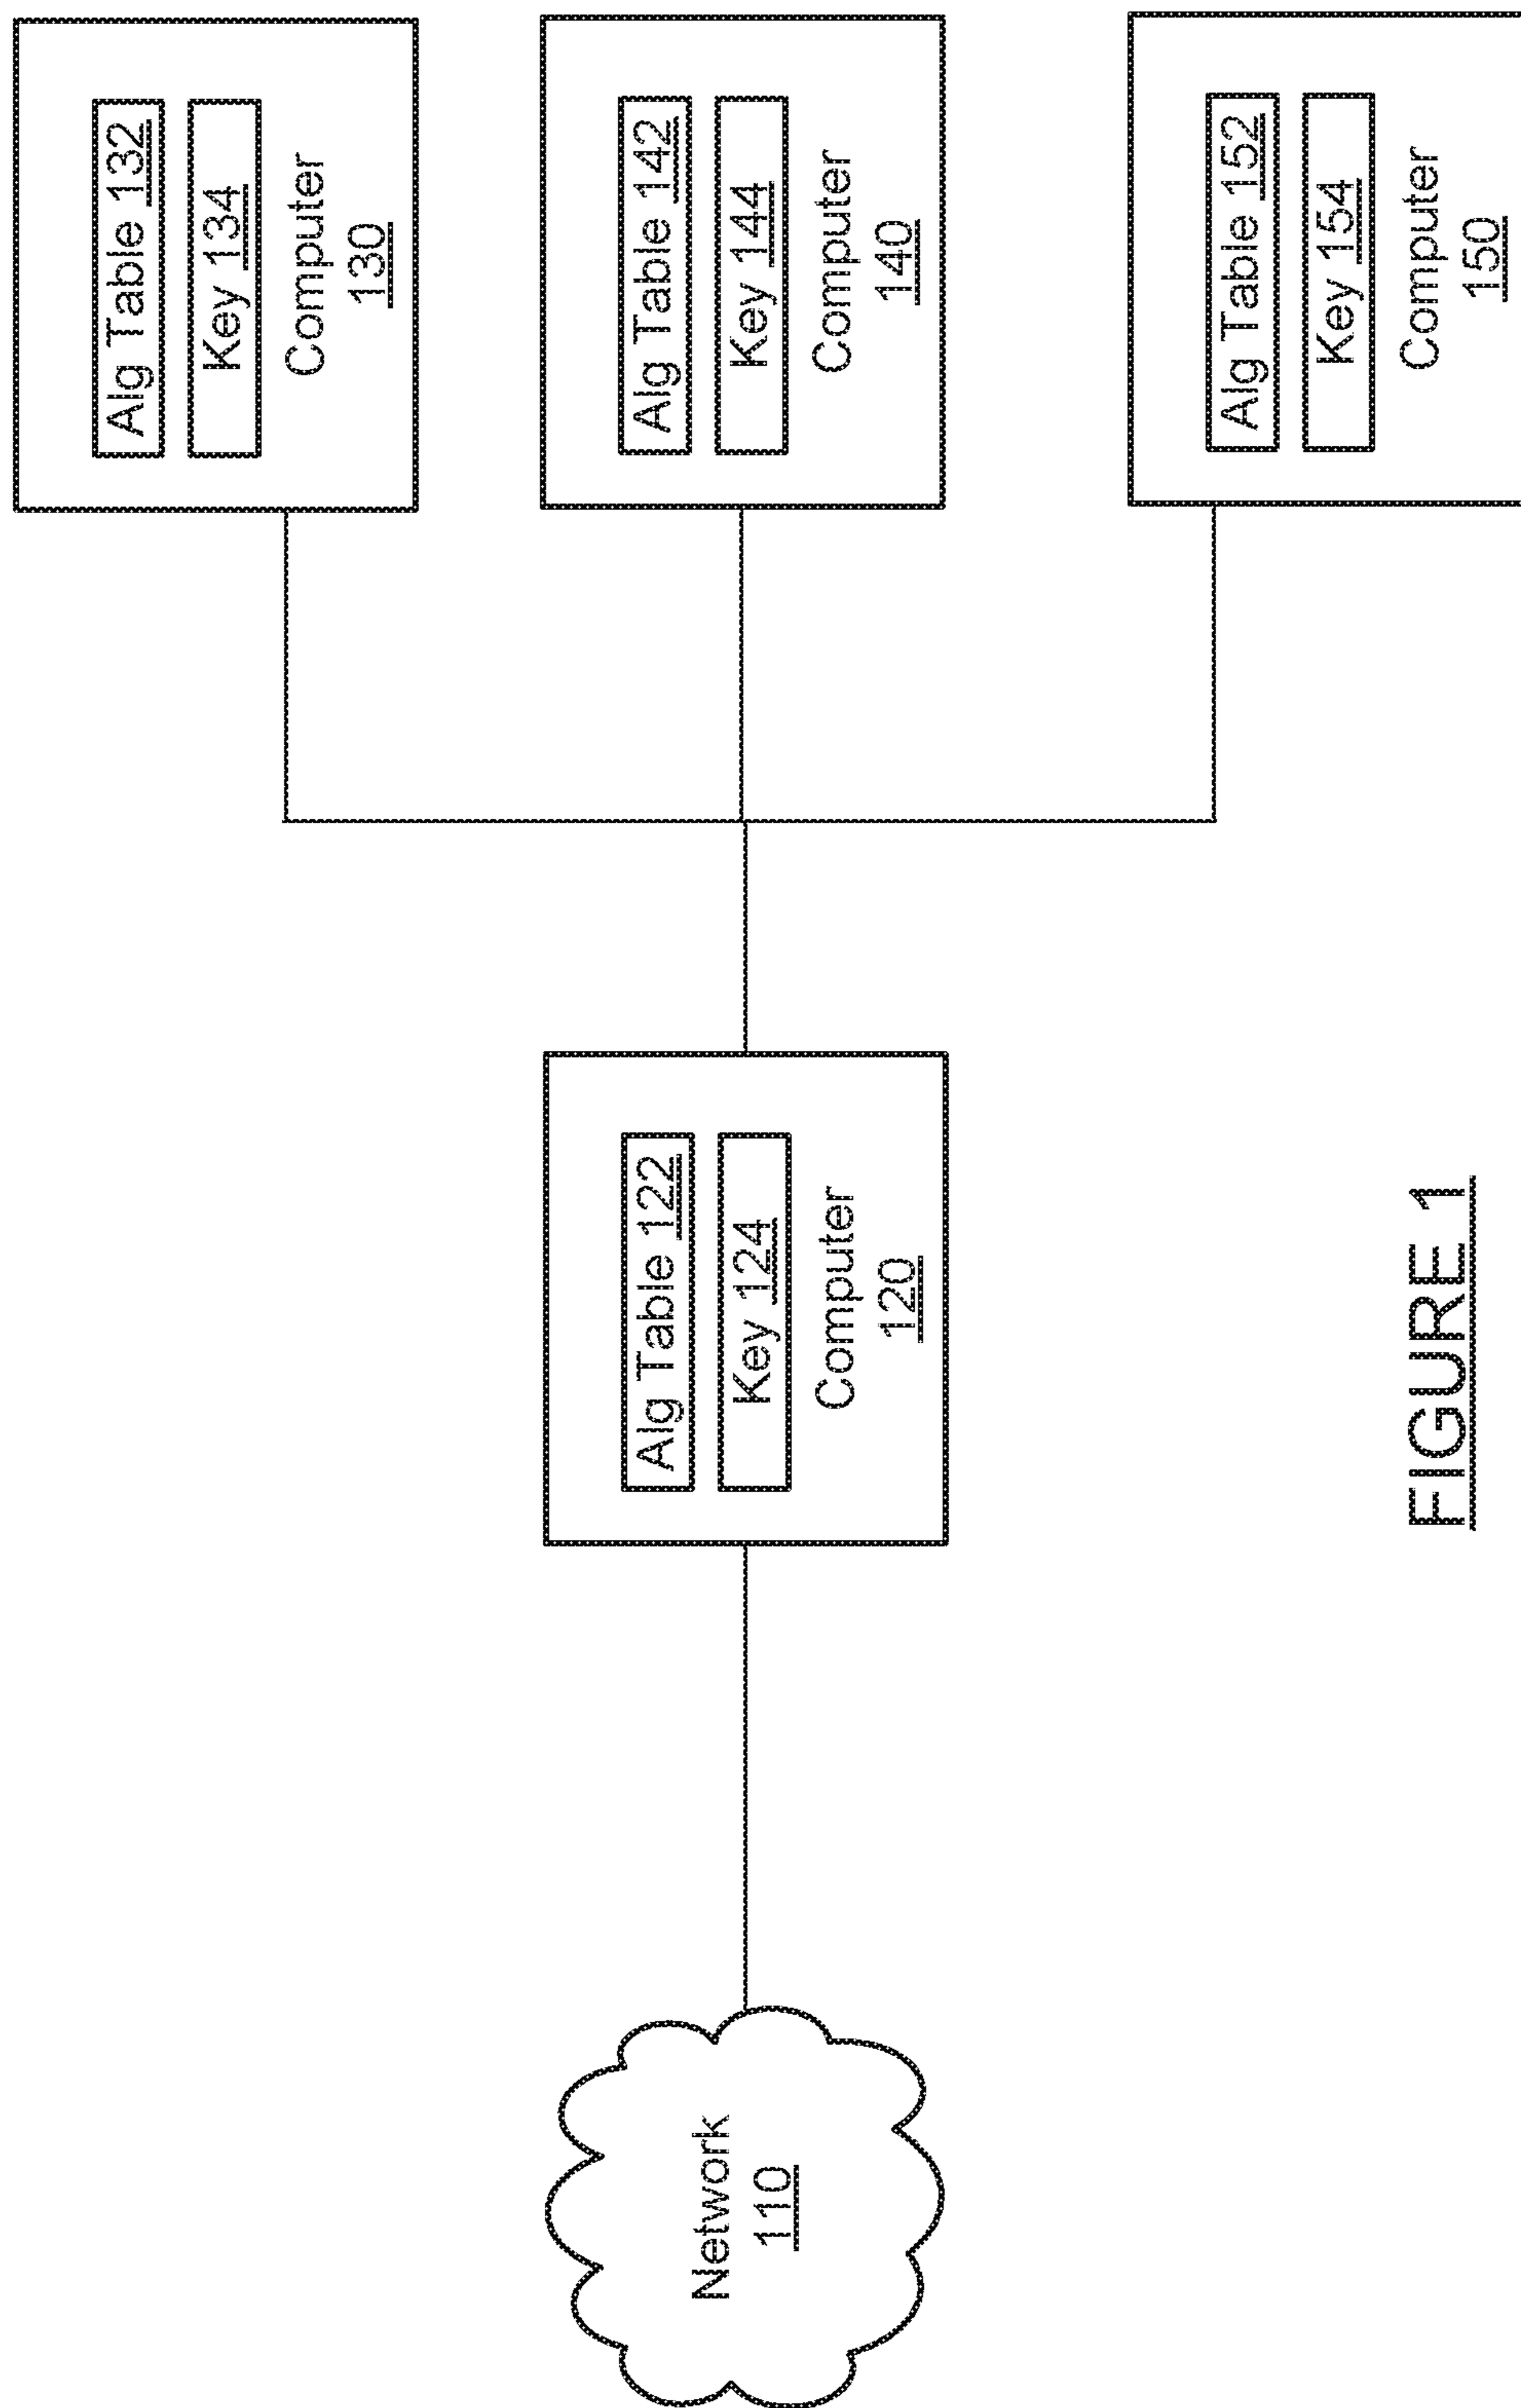 Network
110
Alg Table 122
Key 124
Computer
120
Alg Table 132
Key 134
Computer
130
Alg Table 142
Key 144
Computer
140
Alg Table 152
Key 154
Computer
150
FIGURE 1